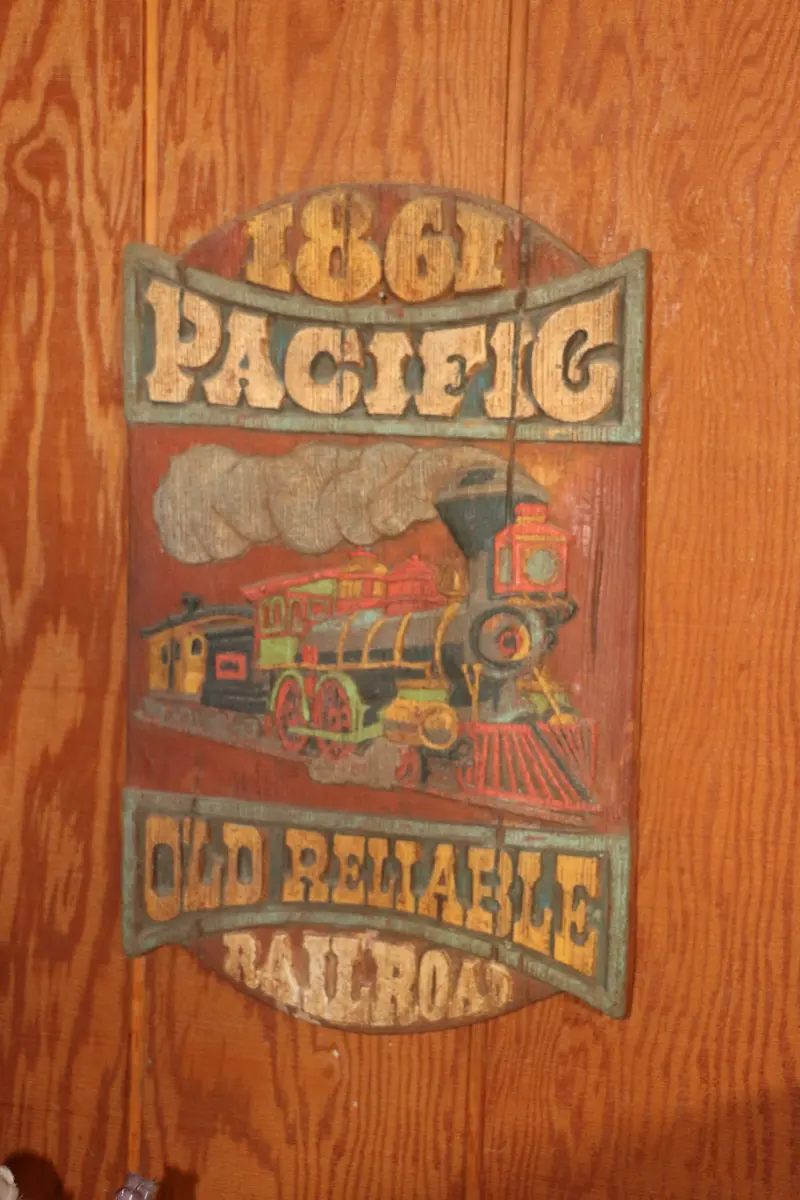 1861
PACIFIC
OLD RELIABLE
RAILROAD